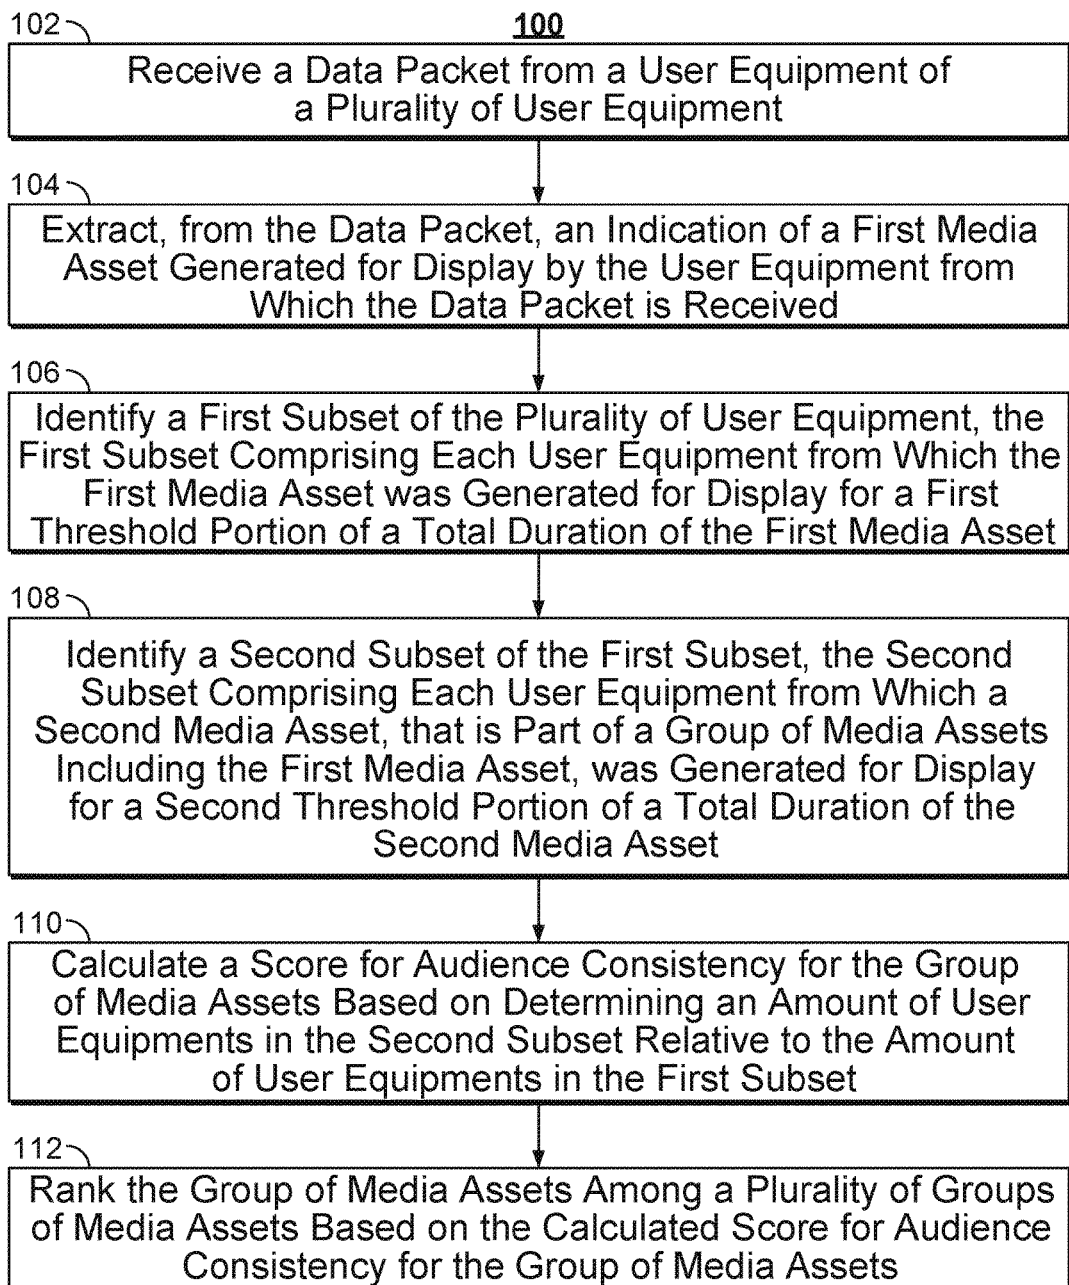 100
102
Receive a Data Packet from a User Equipment of
a Plurality of User Equipment
104
Extract, from the Data Packet, an Indication of a First Media
Asset Generated for Display by the User Equipment from
Which the Data Packet is Received
106
Identify a First Subset of the Plurality of User Equipment, the
First Subset Comprising Each User Equipment from Which the
First Media Asset was Generated for Display for a First
Threshold Portion of a Total Duration of the First Media Asset
108
Identify a Second Subset of the First Subset, the Second
Subset Comprising Each User Equipment from Which a
Second Media Asset, that is Part of a Group of Media Assets
Including the First Media Asset, was Generated for Display
for a Second Threshold Portion of a Total Duration of the
Second Media Asset
110
Calculate a Score for Audience Consistency for the Group
of Media Assets Based on Determining an Amount of User
Equipments in the Second Subset Relative to the Amount
of User Equipments in the First Subset
112
Rank the Group of Media Assets Among a Plurality of Groups
of Media Assets Based on the Calculated Score for Audience
Consistency for the Group of Media Assets